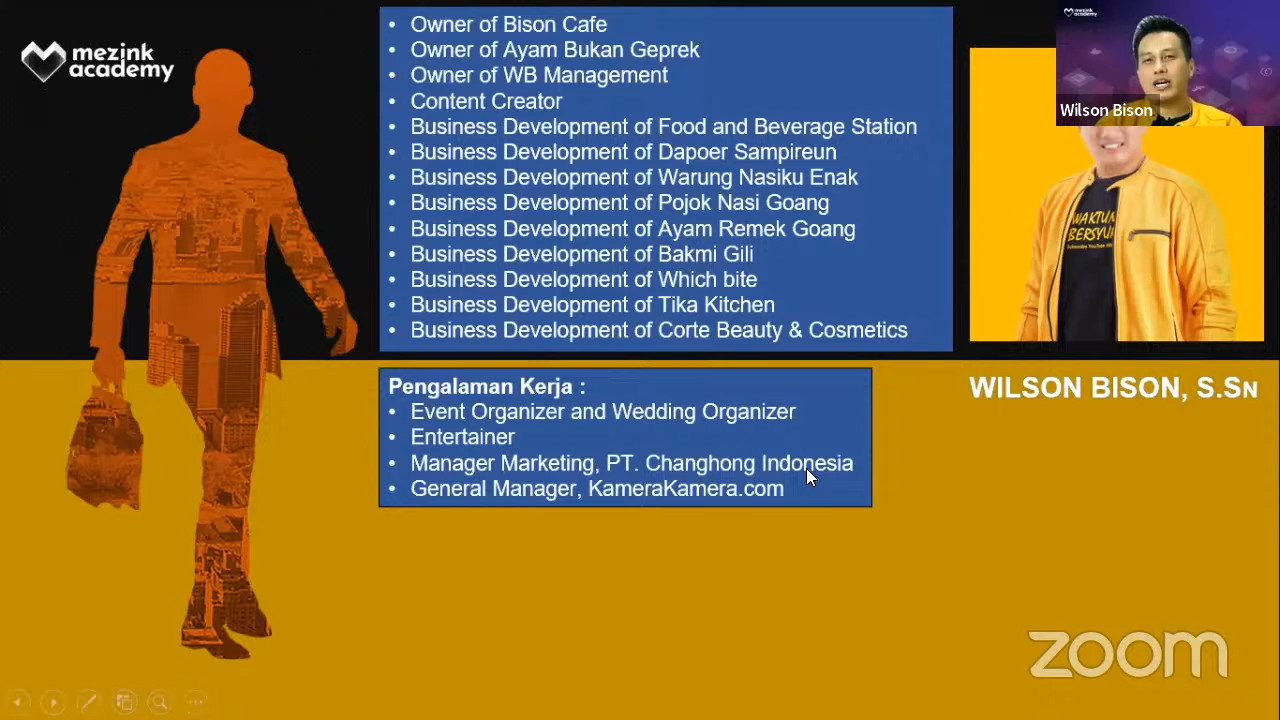 mezink
academy
• Owner of Bison Cafe
• Owner of Ayam Bukan Geprek
• Owner of WB Management
• Content Creator
• Business Development of Food and Beverage Station
• Business Development of Dapoer Sampireun
• Business Development of Warung Nasiku Enak
• Business Development of Pojok Nasi Goang
• Business Development of Ayam Remek Goang
• Business Development of Bakmi Gili
• Business Development of Which bite
• Business Development of Tika Kitchen
• Business Development of Corte Beauty & Cosmetics
Pengalaman Kerja :
• Event Organizer and Wedding Organizer
• Entertainer
• Manager Marketing, PT. Changhong Indonesia
• General Manager, KameraKamera.com
mezink
academy
Wilson Bison
WAKTUN
BERSYU
WILSON BISON, S.SN
zoom